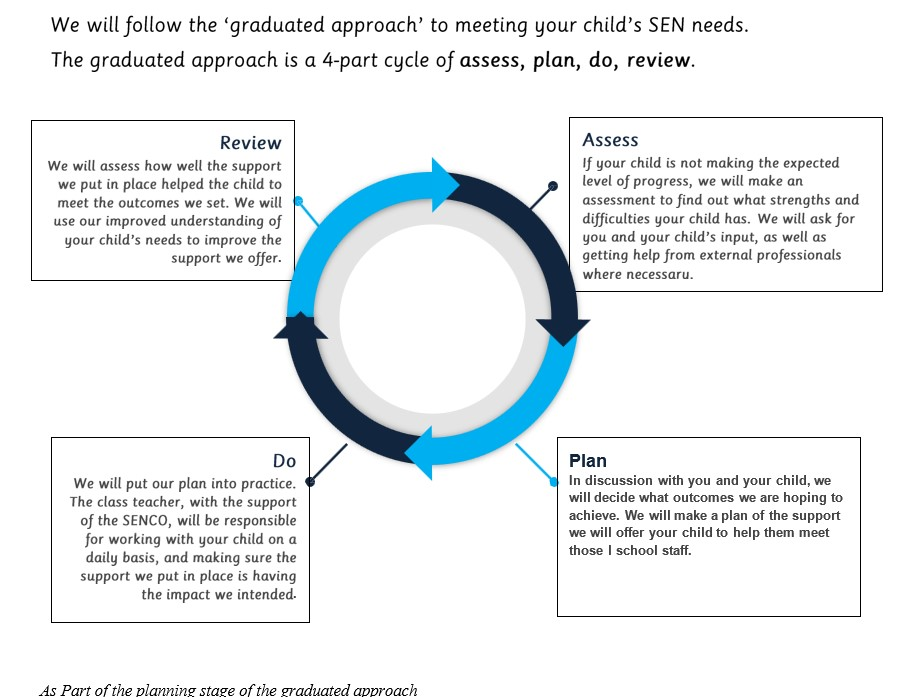 We will follow the ‘graduated approach’ to meeting your child’s SEN needs.
The graduated approach is a 4-part cycle of assess, plan, do, review.
Review
We will assess how well the support
we put in place helped the child to
meet the outcomes we set. We will
use our improved understanding of
your child’s needs to improve the
support we offer.
Assess
If your child is not making the expected
level of progress, we will make an
assessment to find out what strengths and
difficulties your child has. We will ask for
you and your child’s input, as well as
getting help from external professionals
where necessaru.
Do
We will put our plan into practice.
The class teacher, with the support
of the SENCO, will be responsible
for working with your child on a
daily basis, and making sure the
support we put in place is having
the impact we intended.
Plan
In discussion with you and your child, we
will decide what outcomes we are hoping to
achieve. We will make a plan of the support
we will offer your child to help them meet
those I school staff.
As Part of the planning stage of the graduated approach